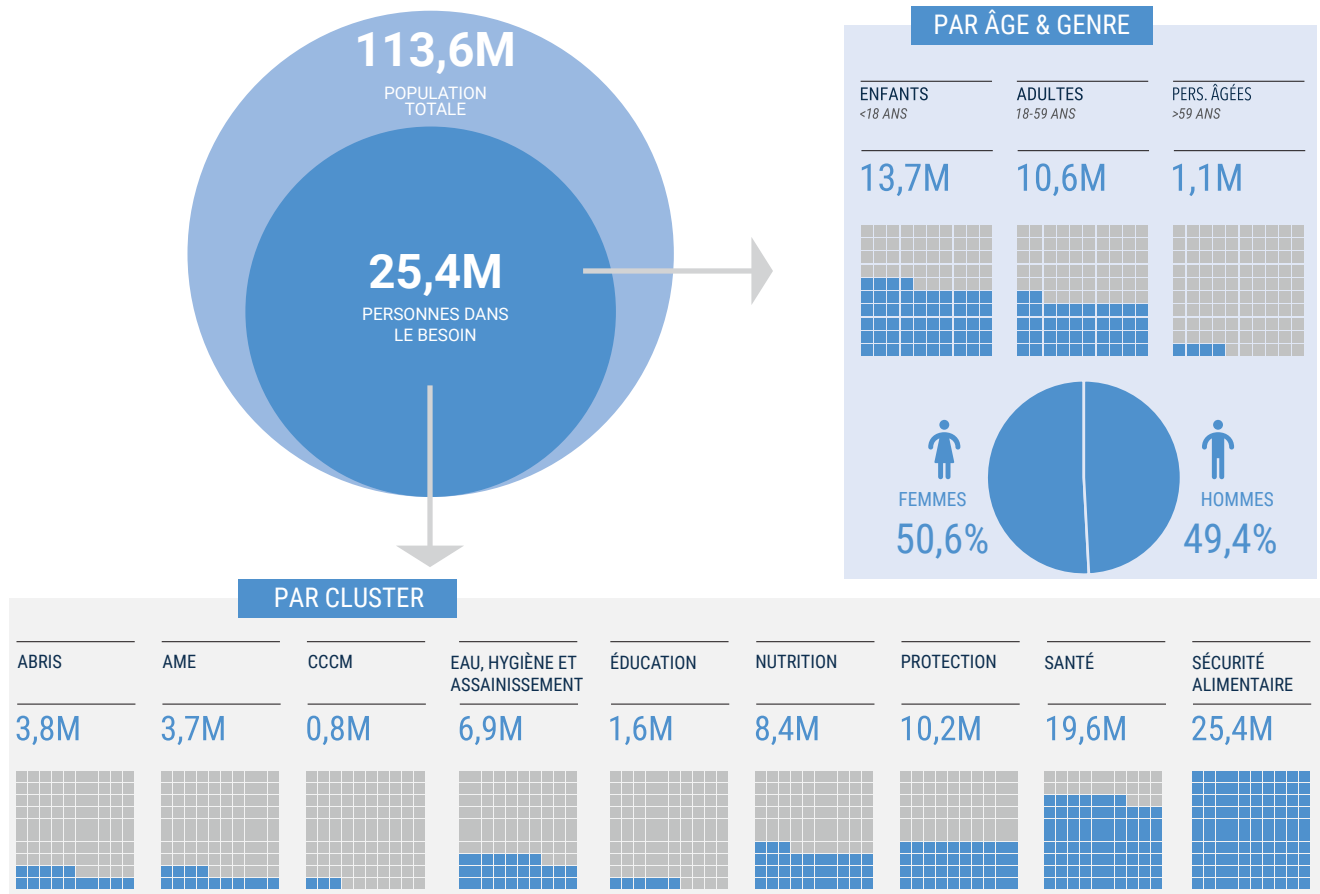 113,6M
POPULATION
TOTALE
25,4M
PERSONNES DANS
LE BESOIN
PAR ÂGE & GENRE
ENFANTS
<18 ANS
13,7M
ADULTES
18-59 ANS
10,6M
PERS. ÂGÉES
>59 ANS
1,1M
FEMMES
50,6%
HOMMES
49,4%
PAR CLUSTER
ABRIS
3,8M
AME
3,7M
CCCM
0,8M
EAU, HYGIÈNE ET
ASSAINISSEMENT
6,9M
ÉDUCATION
1,6M
NUTRITION
8,4M
PROTECTION
10,2M
SANTÉ
19,6M
SÉCURITÉ
ALIMENTAIRE
25,4M